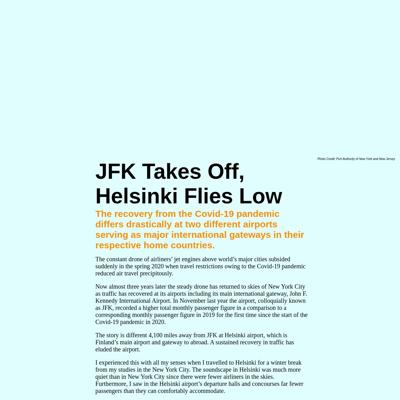 Photo Credit: Port Authority of New York and New Jersey
JFK Takes Off,
Helsinki Flies Low
The recovery from the Covid-19 pandemic
differs drastically at two different airports
serving as major international gateways in their
respective home countries.
The constant drone of airliners' jet engines above world's major cities subsided
suddenly in the spring 2020 when travel restrictions owing to the Covid-19 pandemic
reduced air travel precipitously.
Now almost three years later the steady drone has returned to skies of New York City
as traffic has recovered at its airports including its main international gateway, John F.
Kennedy International Airport. In November last year the airport, colloquially known
as JFK, recorded a higher total monthly passenger figure in a comparison to a
corresponding monthly passenger figure in 2019 for the first time since the start of the
Covid-19 pandemic in 2020.
The story is different 4,100 miles away from JFK at Helsinki airport, which is
Finland's main airport and gateway to abroad. A sustained recovery in traffic has
eluded the airport.
I experienced this with all my senses when I travelled to Helsinki for a winter break
from my studies in the New York City. The soundscape in Helsinki was much more
quiet than in New York City since there were fewer airliners in the skies.
Furthermore, I saw in the Helsinki airport's departure halls and concourses far fewer
passengers than they can comfortably accommodate.